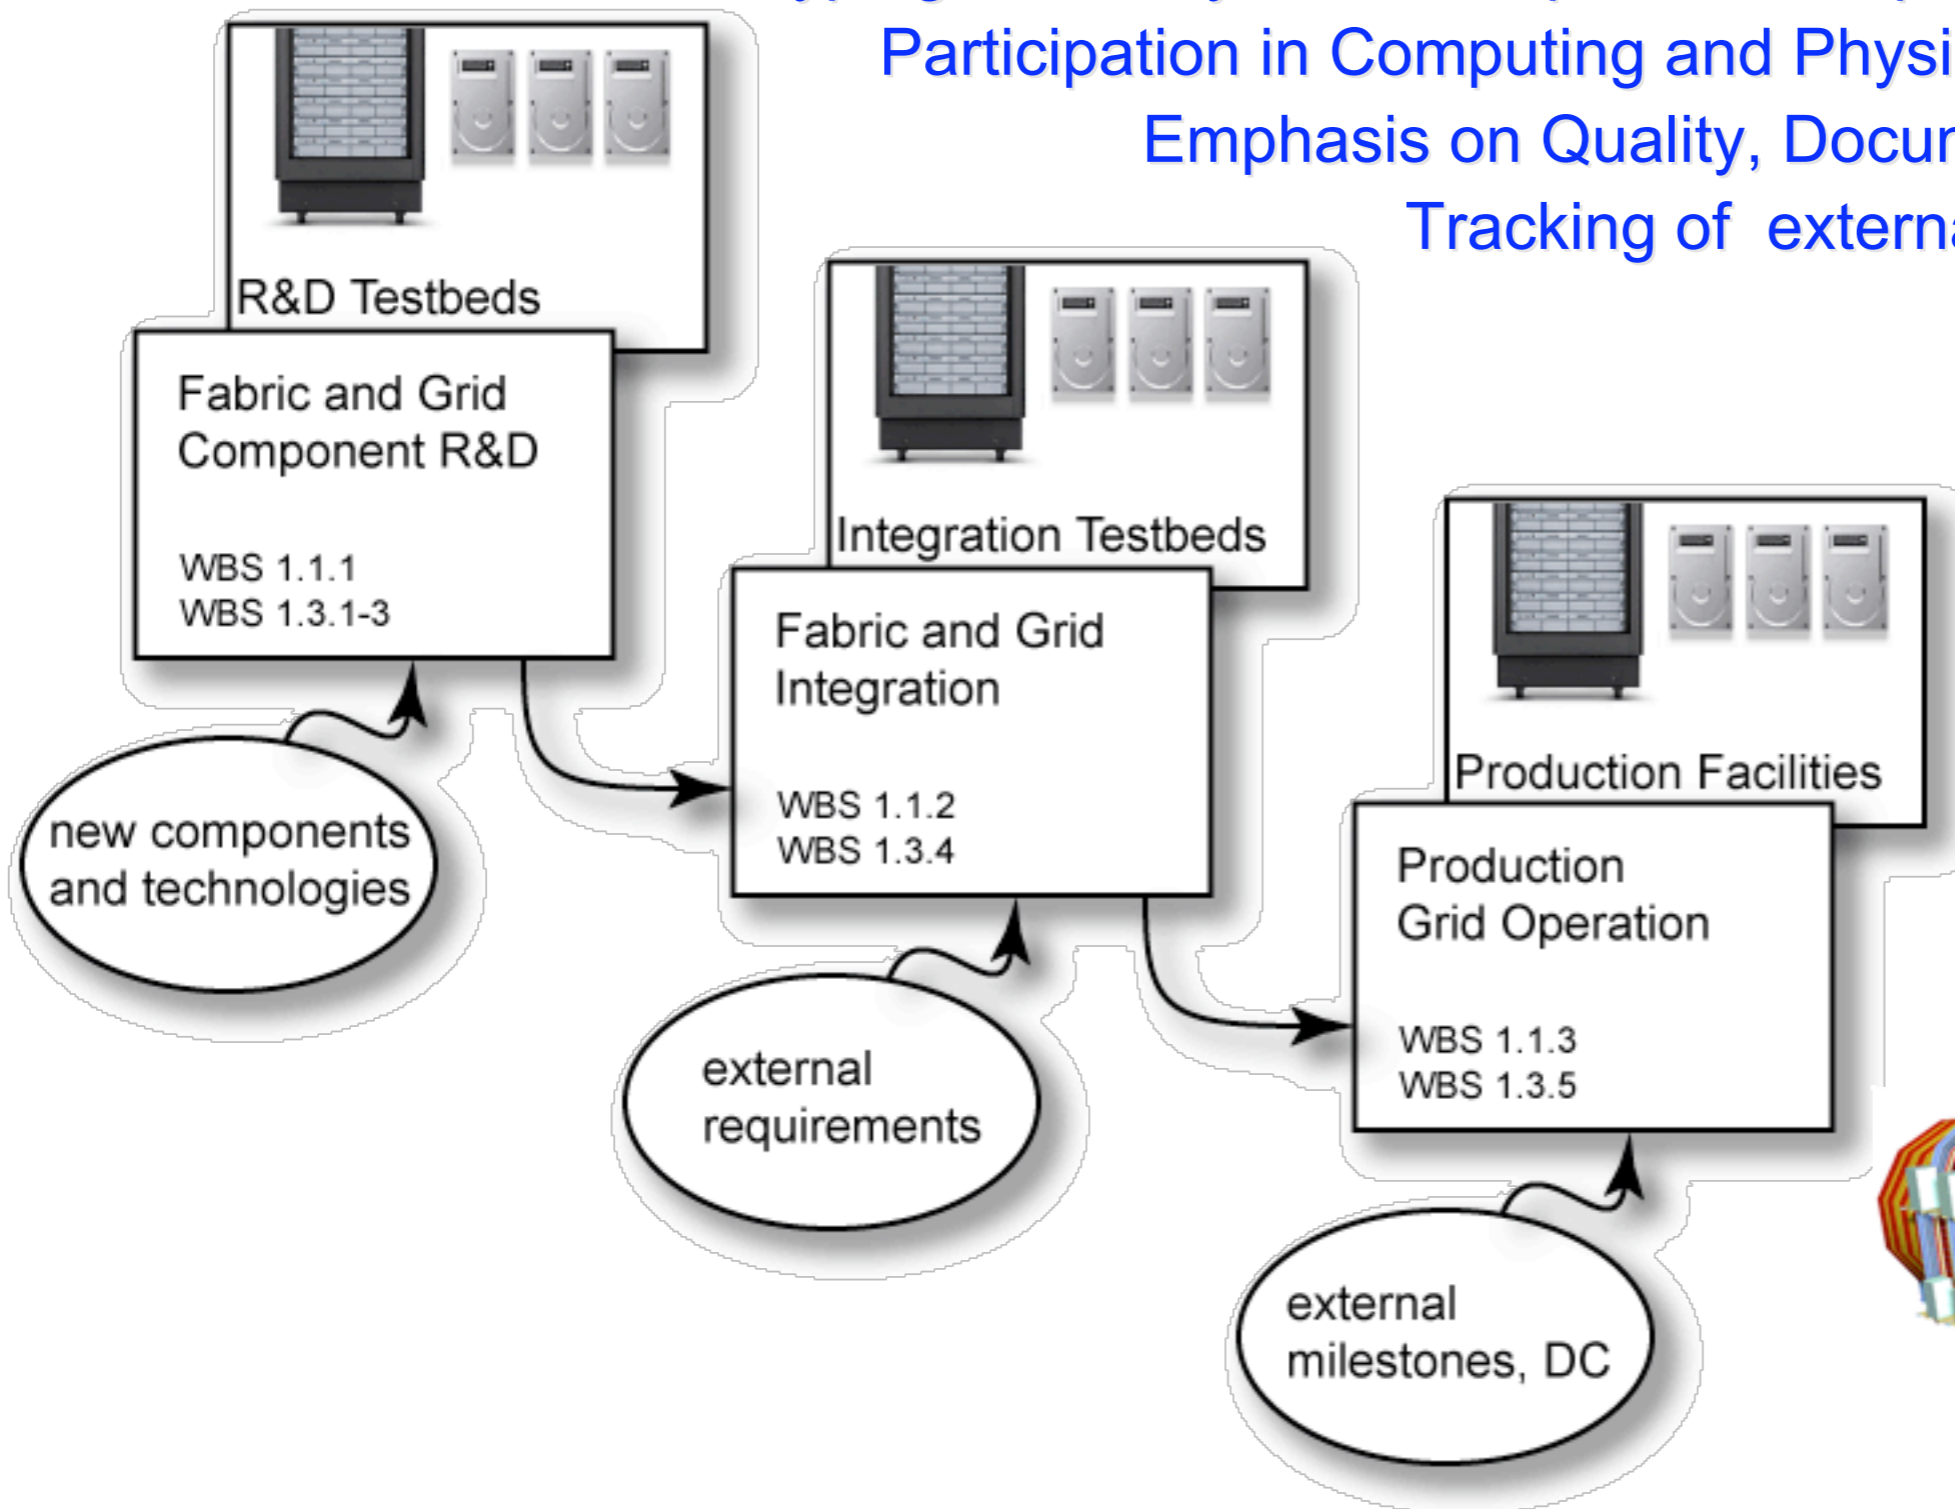 Participation in Computing and Physi
Emphasis on Quality, Docu
Tracking of external
R&D Testbeds
Fabric and Grid
Component R&D
WBS 1.1.1
WBS 1.3.1-3
new components
and technologies
Integration Testbeds
Fabric and Grid
Integration
WBS 1.1.2
WBS 1.3.4
external
requirements
Production Facilities
Production
Grid Operation
WBS 1.1.3
WBS 1.3.5
external
milestones, DC